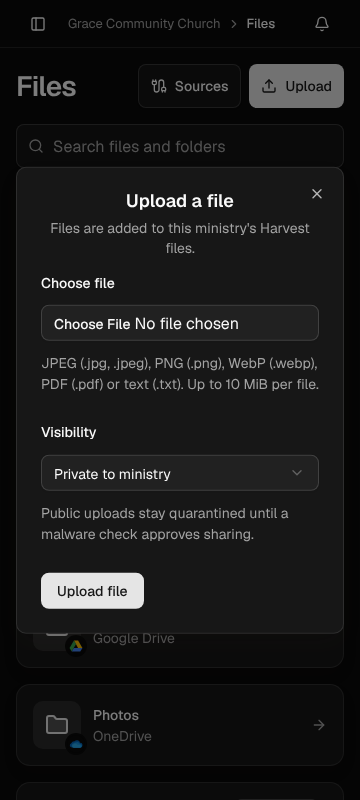 Grace Community Church > Files
Files
Sources
Upload
Search files and folders
Upload a file
Files are added to this ministry's Harvest
files.
Choose file
Choose File No file chosen
JPEG (.jpg, .jpeg), PNG (.png), WebP (.webp),
PDF (.pdf) or text (.txt). Up to 10 MiB per file.
Visibility
Private to ministry
Public uploads stay quarantined until a
malware check approves sharing.
Upload file
Google Drive
Photos
OneDrive